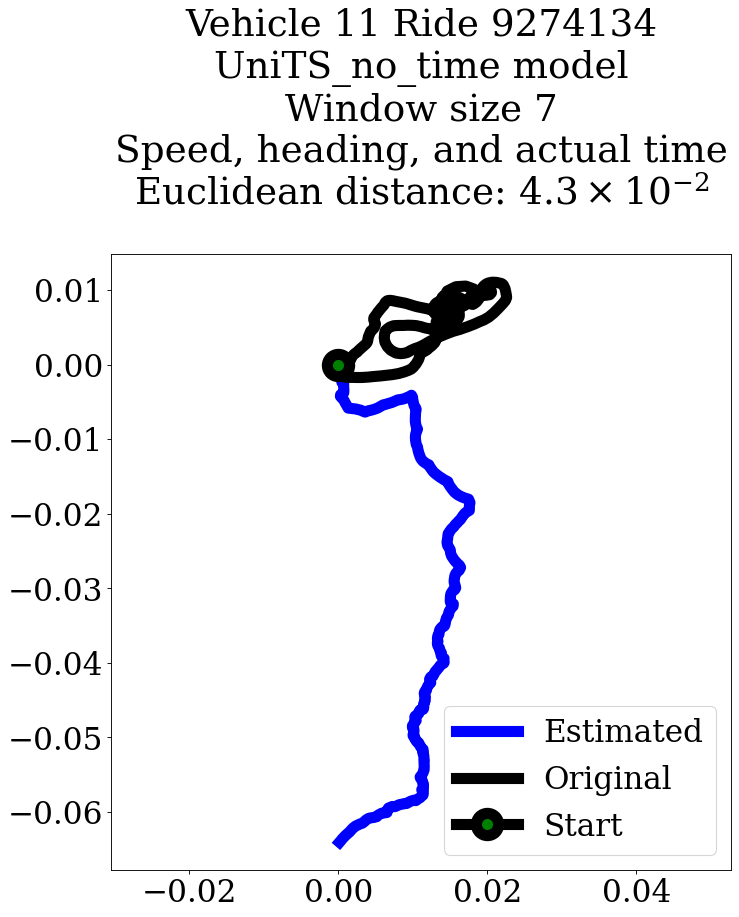 Vehicle 11 Ride 9274134
UniTS_no_time model
Window size 7
Speed, heading, and actual time
Euclidean distance: 4.3 × 10⁻²
0.01
0.00
−0.01
−0.02
−0.03
−0.04
−0.05
−0.06
Estimated
Original
Start
−0.02 0.00 0.02 0.04